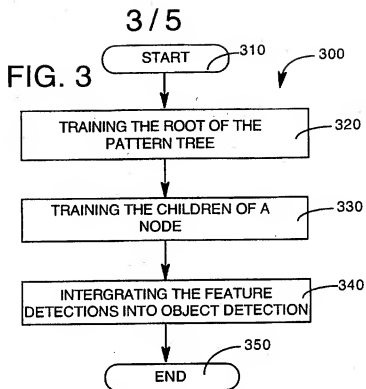 3/5
START
310
300
FIG. 3
TRAINING THE ROOT OF THE
PATTERN TREE
320
TRAINING THE CHILDREN OF A
NODE
330
INTERGRATING THE FEATURE
DETECTIONS INTO OBJECT DETECTION
340
350
END